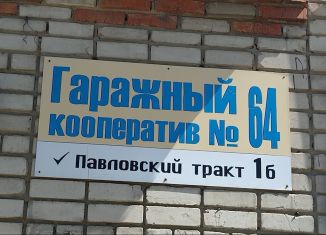 Гаражный
кооператив № 64
✓ Павловский тракт 1б